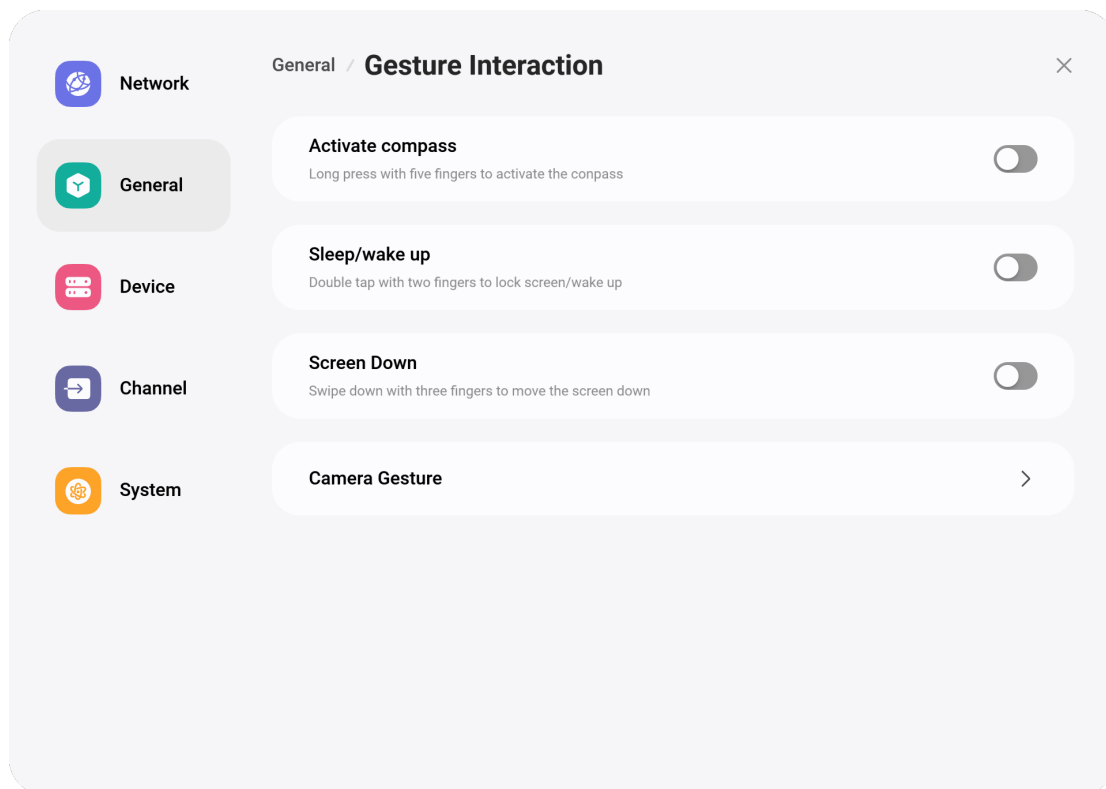 Network
General
Device
Channel
System
General / Gesture Interaction
Activate compass
Long press with five fingers to activate the conpass
Sleep/wake up
Double tap with two fingers to lock screen/wake up
Screen Down
Swipe down with three fingers to move the screen down
Camera Gesture